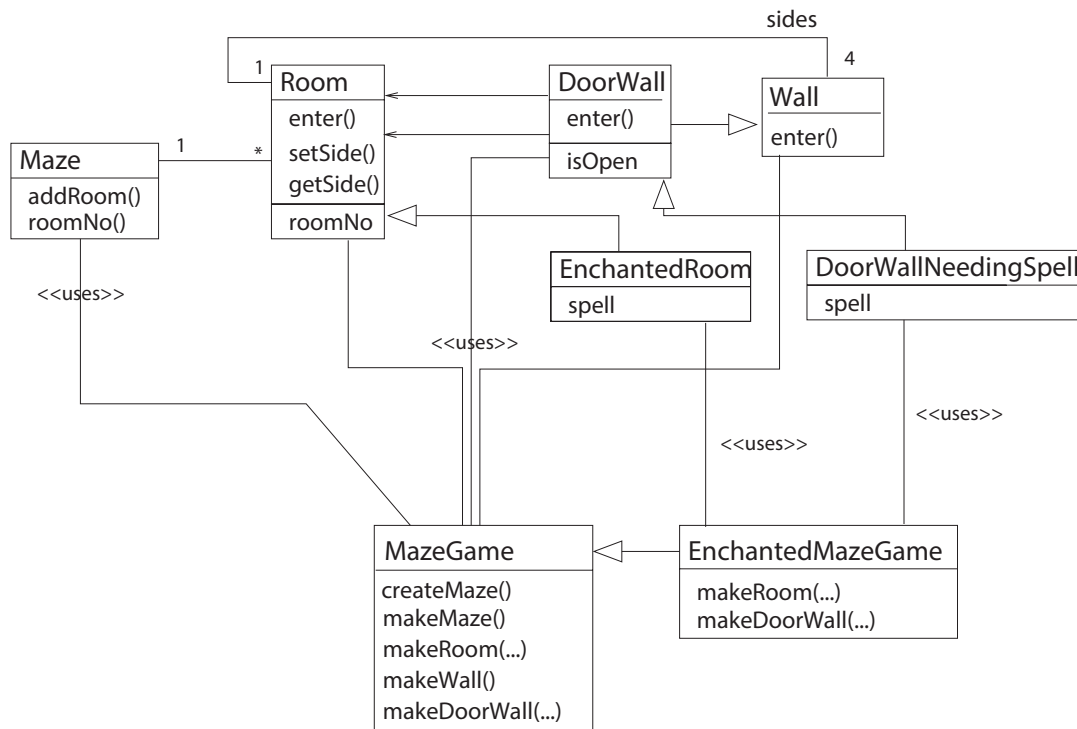 sides
1
4
Room
enter()
setSide()
getSide()
roomNo
DoorWall
enter()
isOpen
Wall
enter()
1
*
Maze
addRoom()
roomNo()
EnchantedRoom
spell
DoorWallNeedingSpell
spell
<<uses>>
<<uses>>
<<uses>>
<<uses>>
MazeGame
createMaze()
makeMaze()
makeRoom(...)
makeWall()
makeDoorWall(...)
EnchantedMazeGame
makeRoom(...)
makeDoorWall(...)